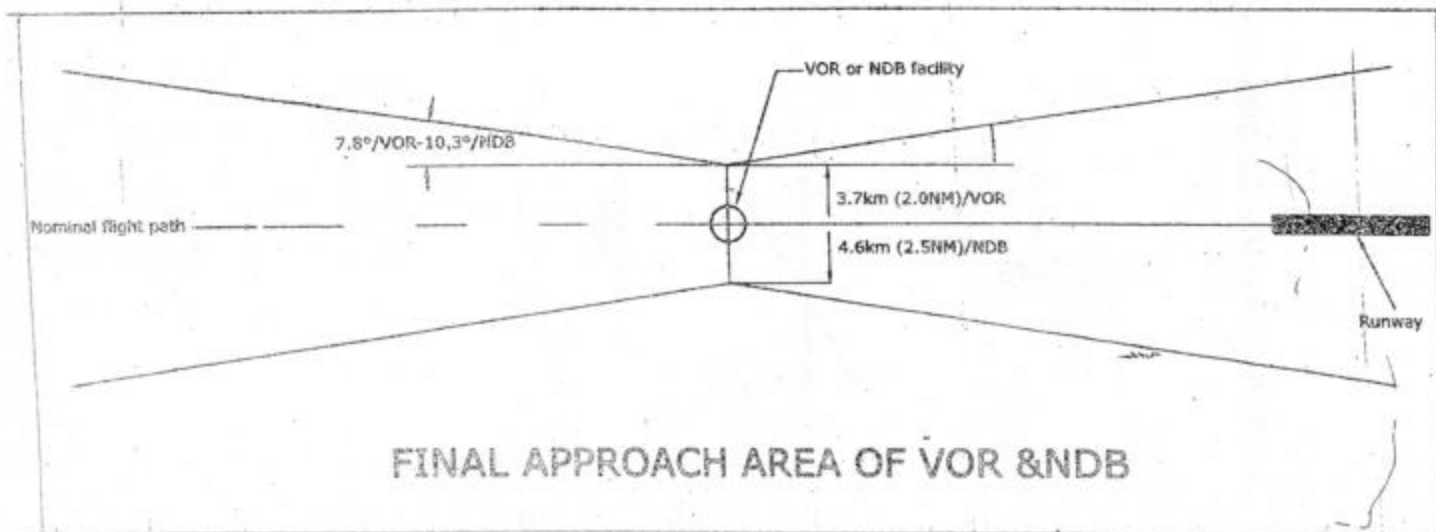 VOR or NDB facility
7.8°/VOR-10,3°/NDB
3.7km (2.0NM)/VOR
Nominal flight path
4.6km (2.5NM)/NDB
Runway
FINAL APPROACH AREA OF VOR &NDB